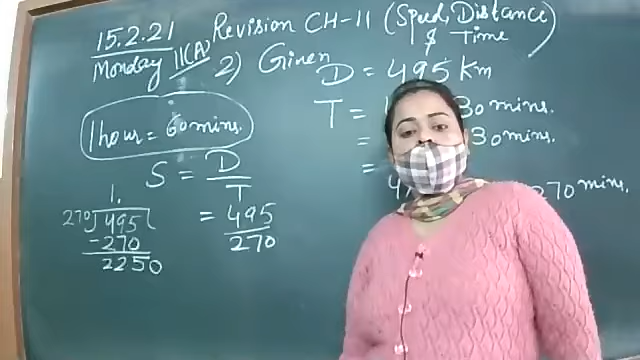 15.2.21
Monday
11(A)
Revision CH-11 (Speed, Distance
& Time)
2) Given
D = 495 Km
T = 30 mins.
= 30 mins.
=
270 mins.
1 hour = 60 mins.
S = D
T
= 495
270
1.
270 495
-270
2250